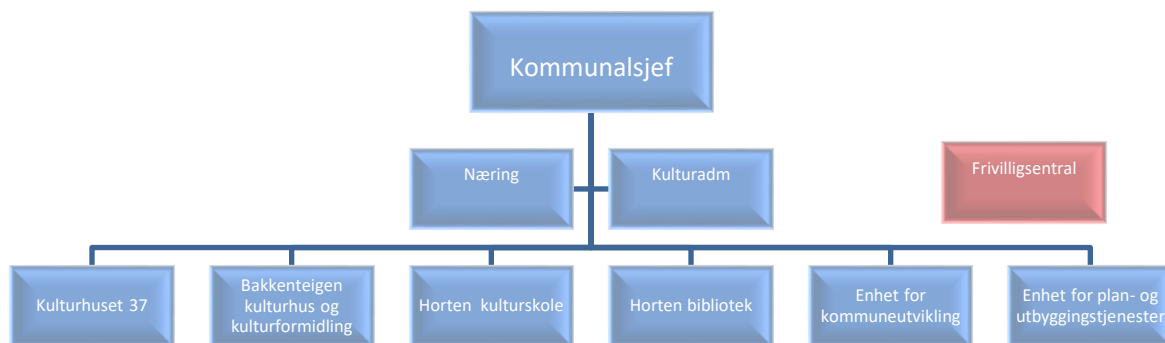 Kommunalsjef
Næring
Kulturadm
Frivilligsentral
Kulturhuset 37
Bakkenteigen
kulturhus og
kulturformidling
Horten kulturskole
Horten bibliotek
Enhet for
kommuneutvikling
Enhet for plan- og
utbyggingstjenester